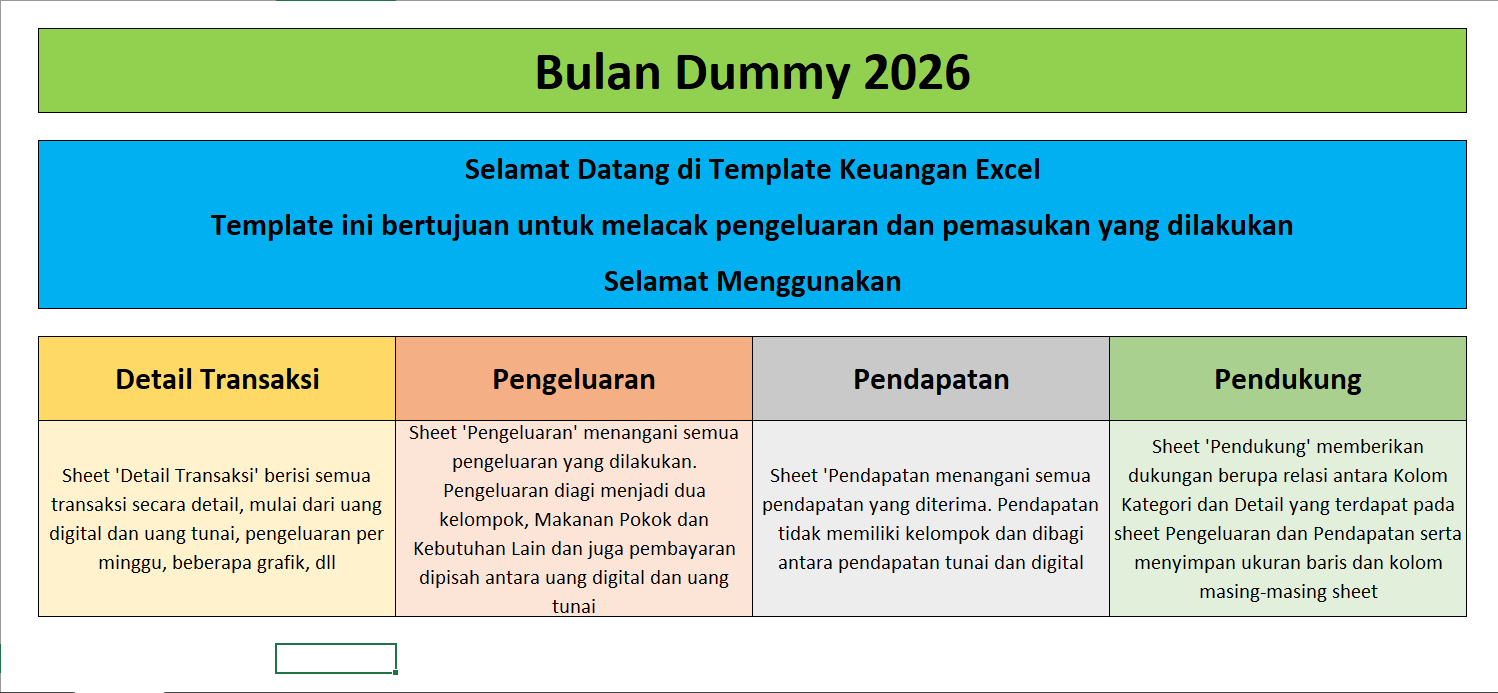 Bulan Dummy 2026
Selamat Datang di Template Keuangan Excel
Template ini bertujuan untuk melacak pengeluaran dan pemasukan yang dilakukan
Selamat Menggunakan
Detail Transaksi
Sheet 'Detail Transaksi' berisi semua
transaksi secara detail, mulai dari uang
digital dan uang tunai, pengeluaran per
minggu, beberapa grafik, dll
Pengeluaran
Sheet 'Pengeluaran' menangani semua
pengeluaran yang dilakukan.
Pengeluaran diagi menjadi dua
kelompok, Makanan Pokok dan
Kebutuhan Lain dan juga pembayaran
dipisah antara uang digital dan uang
tunai
Pendapatan
Sheet 'Pendapatan menangani semua
pendapatan yang diterima. Pendapatan
tidak memiliki kelompok dan dibagi
antara pendapatan tunai dan digital
Pendukung
Sheet 'Pendukung' memberikan
dukungan berupa relasi antara Kolom
Kategori dan Detail yang terdapat pada
sheet Pengeluaran dan Pendapatan serta
menyimpan ukuran baris dan kolom
masing-masing sheet